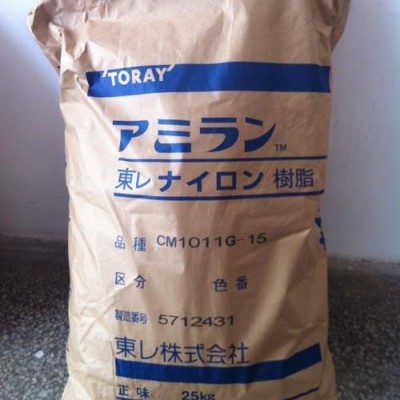 TORAY
アミラン™
東レ ナイロン 樹脂
品種 CM1011G-15
区分 色番
製造番号 5712431
東レ株式会社
正味 25kg